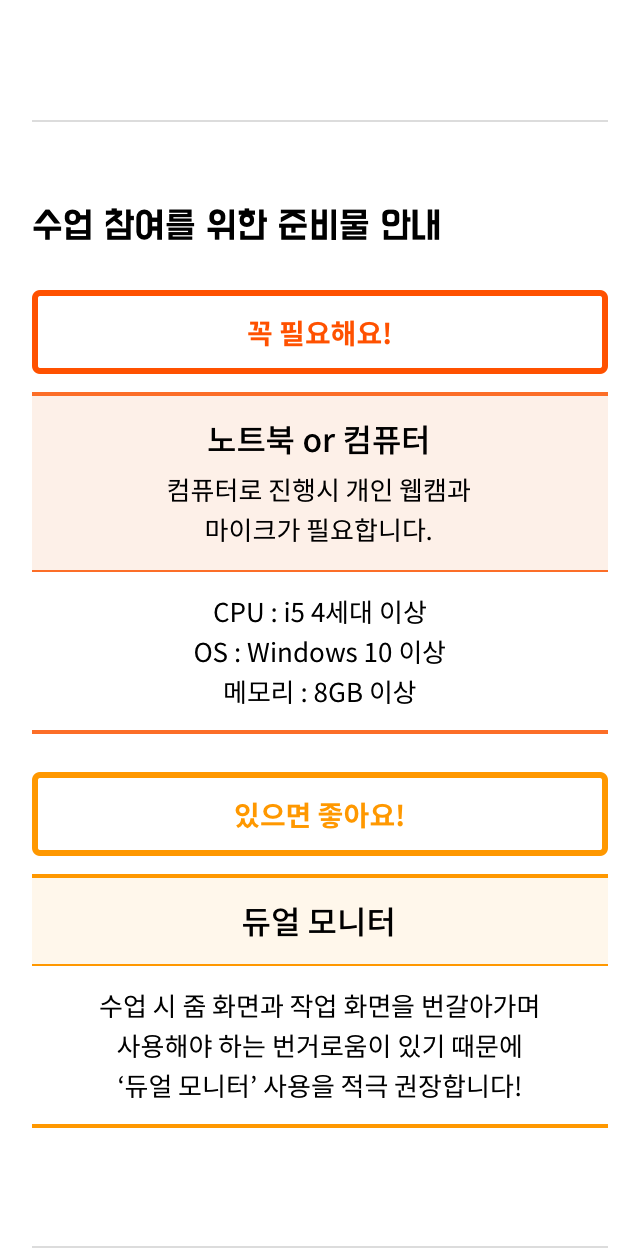 수업 참여를 위한 준비물 안내
꼭 필요해요!
노트북 or 컴퓨터
컴퓨터로 진행시 개인 웹캠과
마이크가 필요합니다.
CPU : i5 4세대 이상
OS : Windows 10 이상
메모리 : 8GB 이상
있으면 좋아요!
듀얼 모니터
수업 시 줌 화면과 작업 화면을 번갈아가며
사용해야 하는 번거로움이 있기 때문에
‘듀얼 모니터’ 사용을 적극 권장합니다!